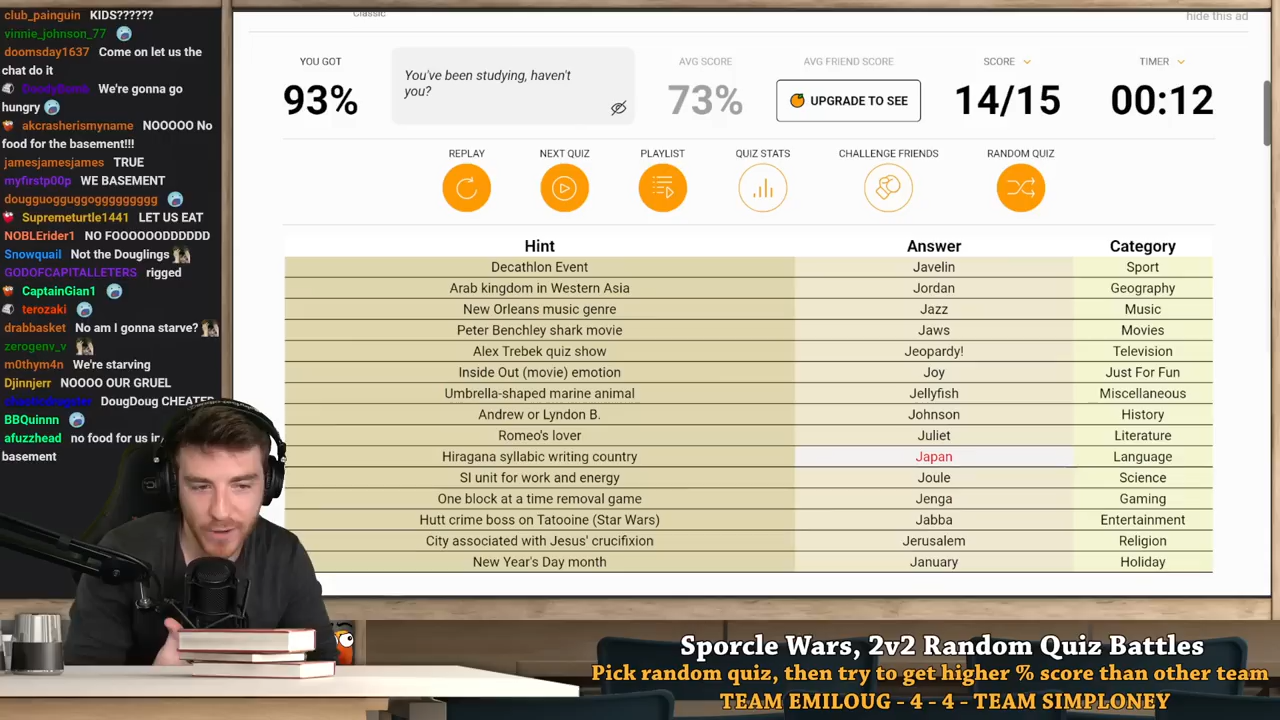 club_painguin KIDS??????
vinnie_johnson_77
doomsday1637 Come on let us the
chat do it
We're gonna go
hungry
akcrasherismyname NOOOOO No
food for the basement!!!
jamesjamesjames TRUE
myfirstp00p WE BASEMENT
dougguogguggogggggggggg
Supremeturtle1441 LET US EAT
NOBLErider1 NO FOOOOOODDDDDD
Snowquail Not the Douglings
GODOFCAPITALLETERS rigged
CaptainGian1
terozaki
drabbasket No am I gonna starve?
zerogenv_v
m0thym4n We're starving
Djinnjerr NOOOO OUR GRUEL
DougDoug CHEATER
BBQuinnn
afuzzhead no food for us in
basement
Classic
hide this ad
YOU GOT
93%
You've been studying, haven't
you?
AVG SCORE
73%
AVG FRIEND SCORE
UPGRADE TO SEE
SCORE
14/15
TIMER
00:12
REPLAY
NEXT QUIZ
PLAYLIST
QUIZ STATS
CHALLENGE FRIENDS
RANDOM QUIZ
Hint Answer Category
Decathlon Event Javelin Sport
Arab kingdom in Western Asia Jordan Geography
New Orleans music genre Jazz Music
Peter Benchley shark movie Jaws Movies
Alex Trebek quiz show Jeopardy! Television
Inside Out (movie) emotion Joy Just For Fun
Umbrella-shaped marine animal Jellyfish Miscellaneous
Andrew or Lyndon B. Johnson History
Romeo's lover Juliet Literature
Hiragana syllabic writing country Japan Language
SI unit for work and energy Joule Science
One block at a time removal game Jenga Gaming
Hutt crime boss on Tatooine (Star Wars) Jabba Entertainment
City associated with Jesus' crucifixion Jerusalem Religion
New Year's Day month January Holiday
Sporcle Wars, 2v2 Random Quiz Battles
Pick random quiz, then try to get higher % score than other team
TEAM EMILOUG - 4 - 4 - TEAM SIMPLONEY